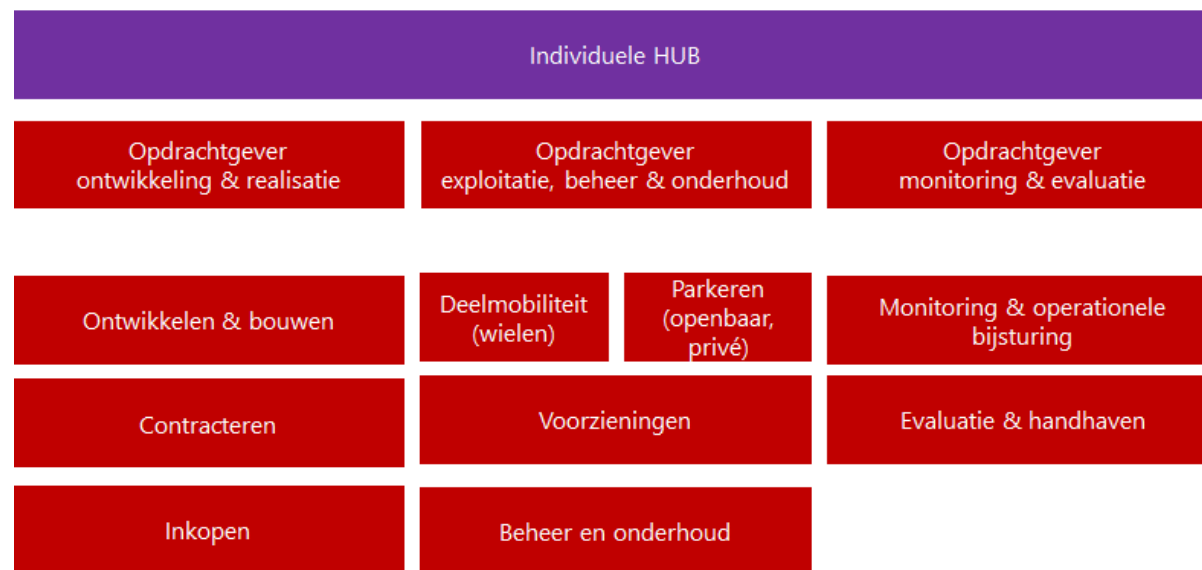 Individuele HUB
Opdrachtgever
ontwikkeling & realisatie
Opdrachtgever
exploitatie, beheer & onderhoud
Opdrachtgever
monitoring & evaluatie
Ontwikkelen & bouwen
Deelmobiliteit
(wielen)
Parkeren
(openbaar,
privé)
Monitoring & operationele
bijsturing
Contracteren
Voorzieningen
Evaluatie & handhaven
Inkopen
Beheer en onderhoud